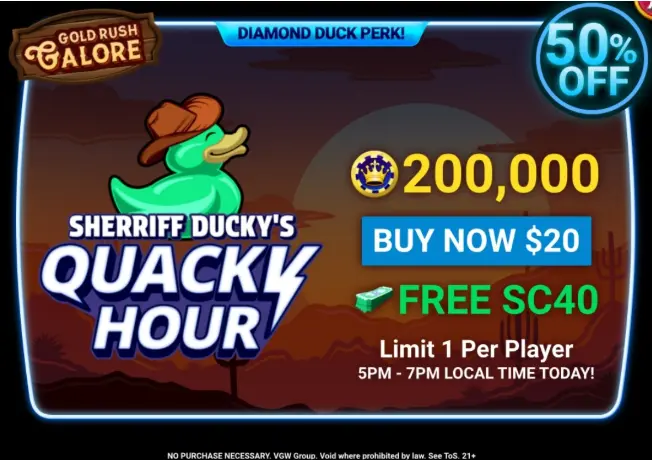 GOLD RUSH
GALORE
DIAMOND DUCK PERK!
50%
OFF
SHERRIFF DUCKY'S
QUACKY
HOUR
200,000
BUY NOW $20
FREE SC40
Limit 1 Per Player
5PM - 7PM LOCAL TIME TODAY!
NO PURCHASE NECESSARY. VGW Group. Void where prohibited by law. See ToS. 21+